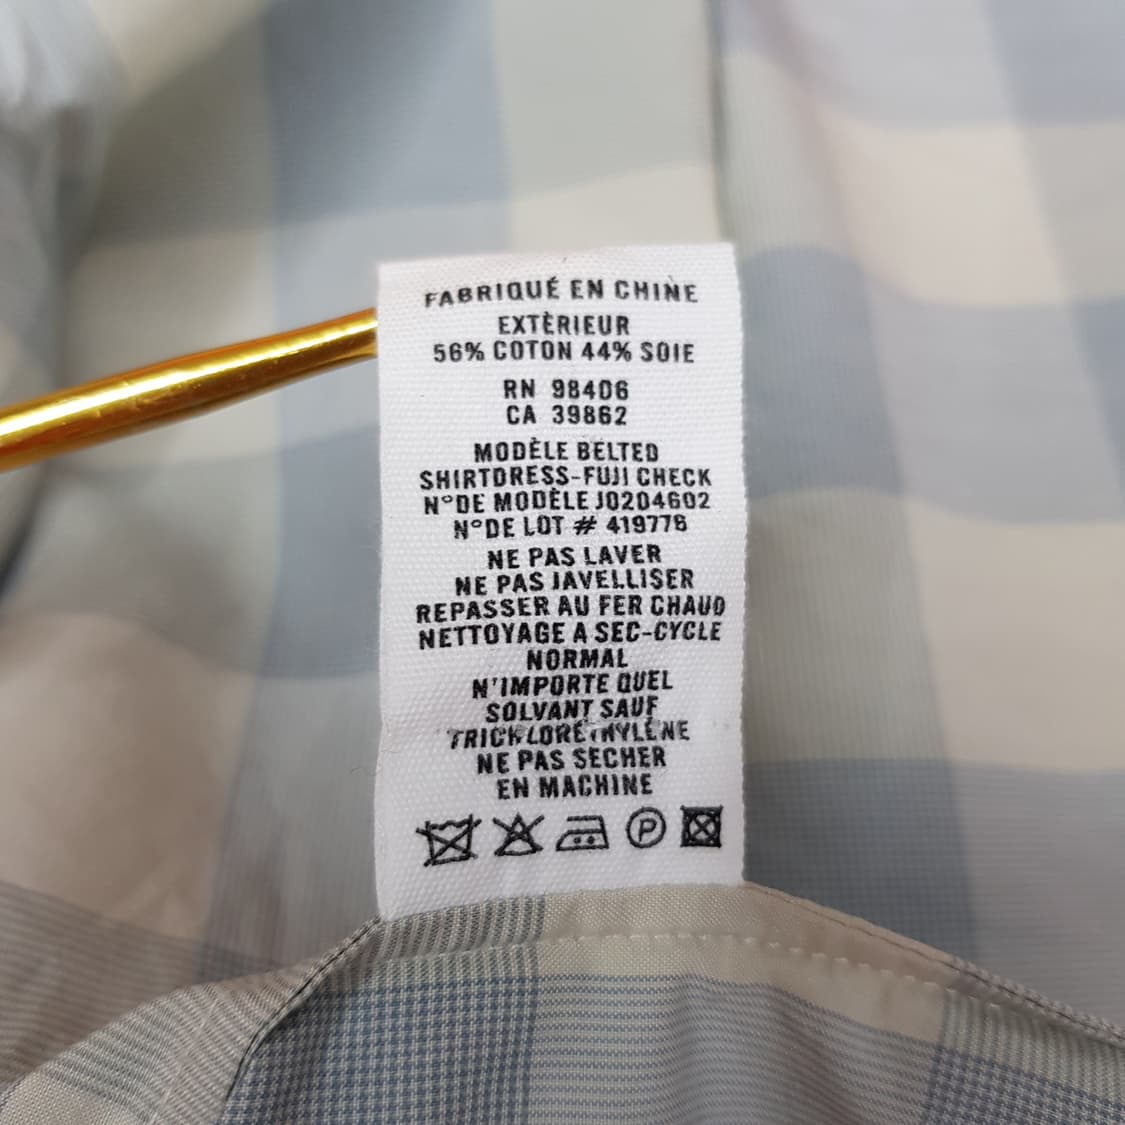 FABRIQUÉ EN CHINE
EXTÈRIEUR
56% COTON 44% SOIE
RN 98406
CA 39862
MODÈLE BELTED
SHIRTDRESS-FUJI CHECK
N°DE MODÈLE J0204602
N°DE LOT # 419776
NE PAS LAVER
NE PAS JAVELLISER
REPASSER AU FER CHAUD
NETTOYAGE A SEC-CYCLE
NORMAL
N'IMPORTE QUEL
SOLVANT SAUF
TRICHLORÉTHYLÈNE
NE PAS SECHER
EN MACHINE
P